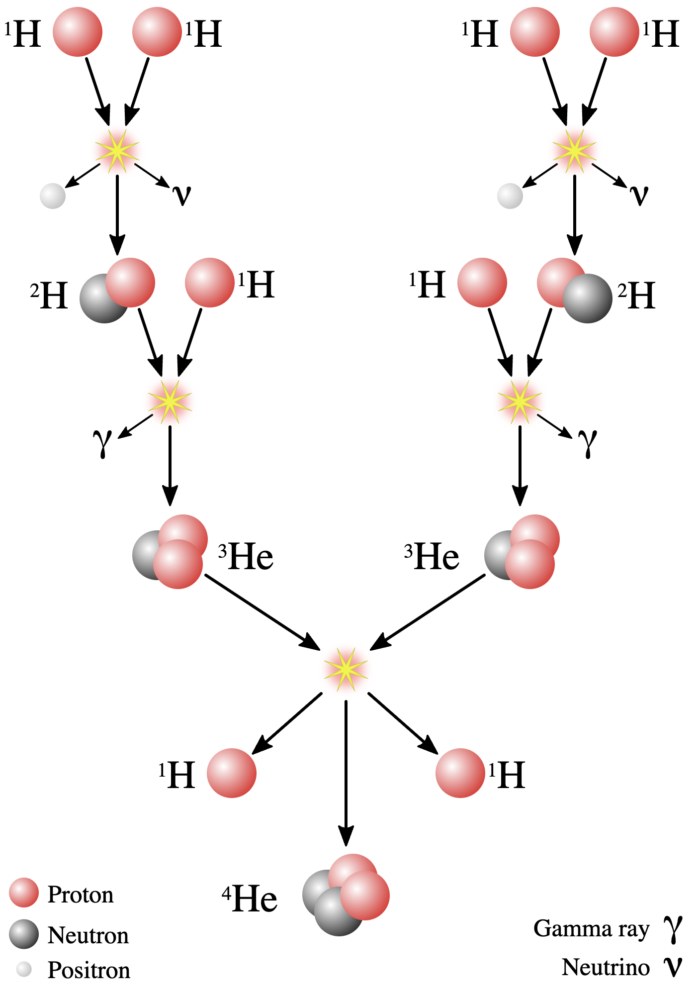 ¹H ¹H ¹H ¹H
ν ν
²H ¹H ¹H ²H
γ γ
³He ³He
¹H ¹H
⁴He
Proton
Neutron
Positron
Gamma ray γ
Neutrino ν